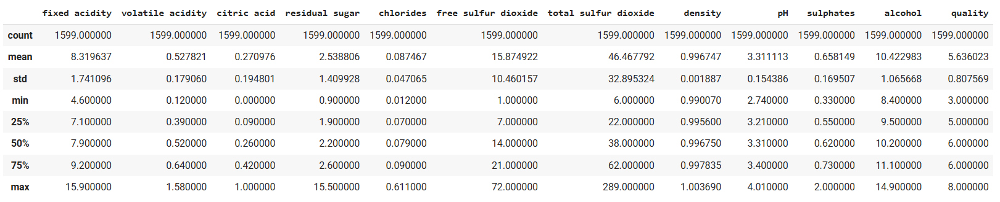 fixed acidity volatile acidity citric acid residual sugar chlorides free sulfur dioxide total sulfur dioxide density pH sulphates alcohol quality
count 1599.000000 1599.000000 1599.000000 1599.000000 1599.000000 1599.000000 1599.000000 1599.000000 1599.000000 1599.000000 1599.000000 1599.000000
mean 8.319637 0.527821 0.270976 2.538806 0.087467 15.874922 46.467792 0.996747 3.311113 0.658149 10.422983 5.636023
std 1.741096 0.179060 0.194801 1.409928 0.047065 10.460157 32.895324 0.001887 0.154386 0.169507 1.065668 0.807569
min 4.600000 0.120000 0.000000 0.900000 0.012000 1.000000 6.000000 0.990070 2.740000 0.330000 8.400000 3.000000
25% 7.100000 0.390000 0.090000 1.900000 0.070000 7.000000 22.000000 0.995600 3.210000 0.550000 9.500000 5.000000
50% 7.900000 0.520000 0.260000 2.200000 0.079000 14.000000 38.000000 0.996750 3.310000 0.620000 10.200000 6.000000
75% 9.200000 0.640000 0.420000 2.600000 0.090000 21.000000 62.000000 0.997835 3.400000 0.730000 11.100000 6.000000
max 15.900000 1.580000 1.000000 15.500000 0.611000 72.000000 289.000000 1.003690 4.010000 2.000000 14.900000 8.000000